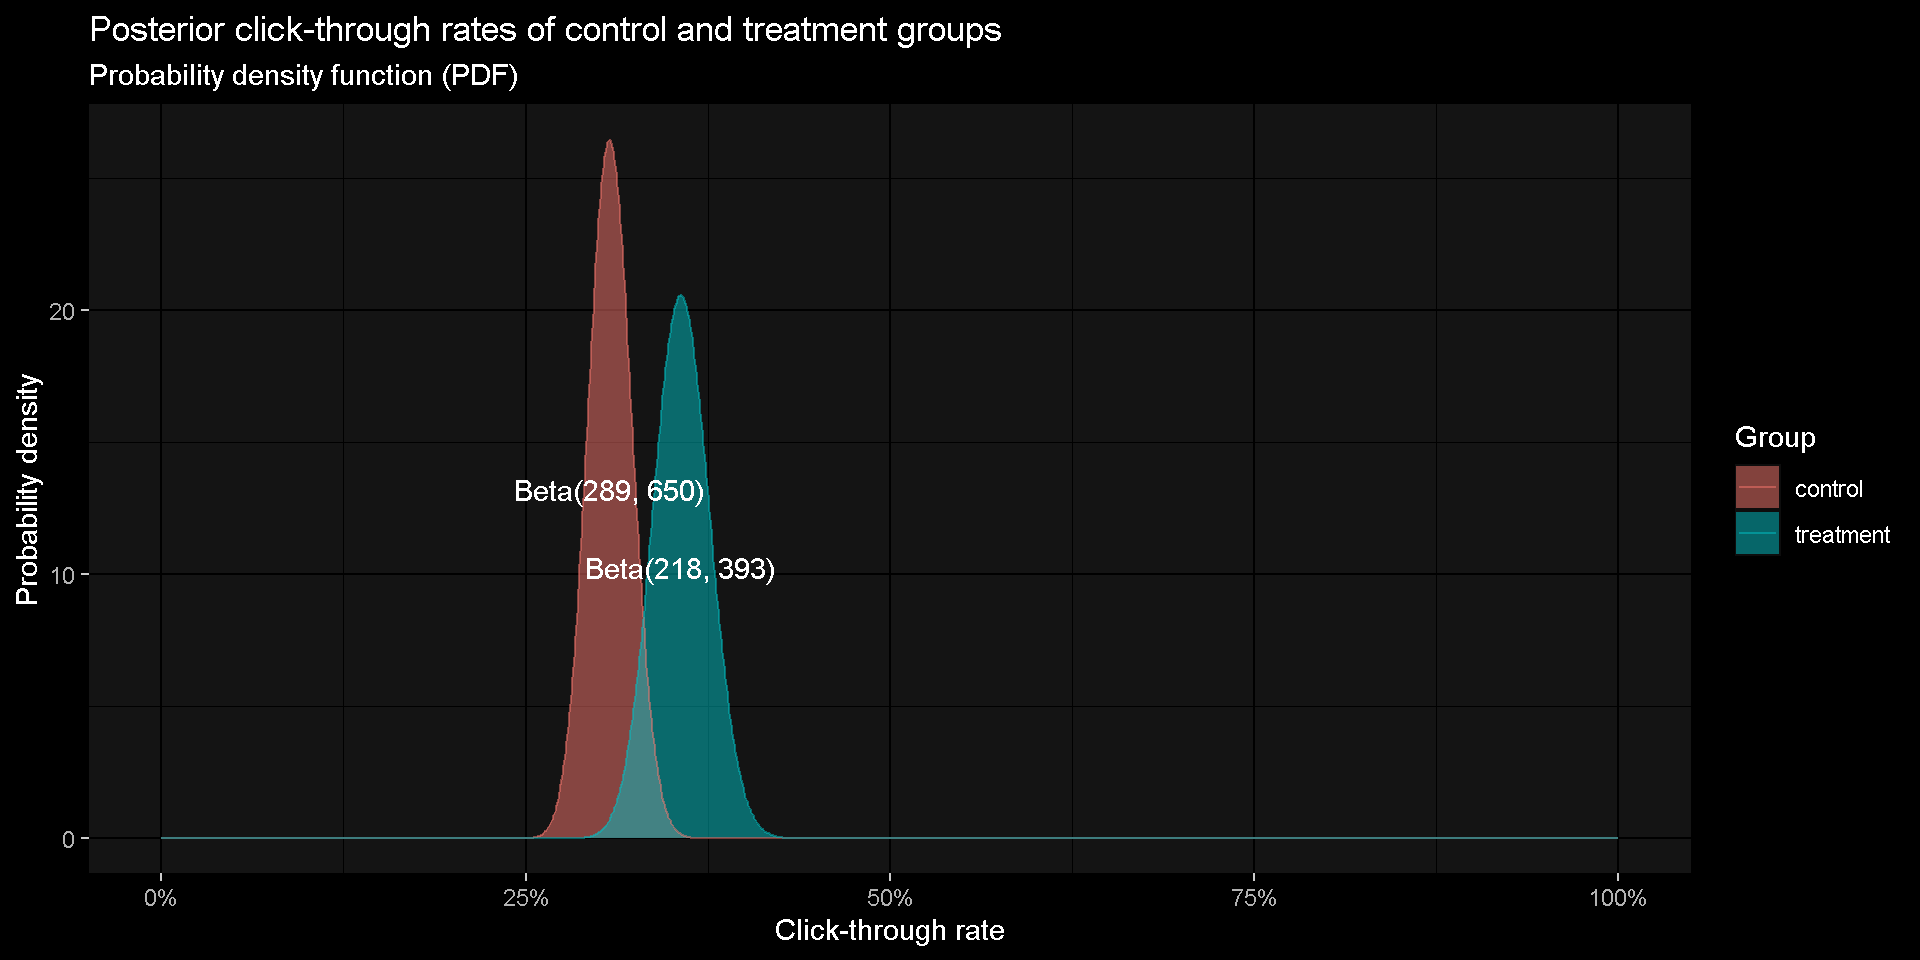 Posterior click-through rates of control and treatment groups
Probability density function (PDF)
Probability density
20
10
0
Beta(289, 650)
Beta(218, 393)
0%
25%
50%
75%
100%
Click-through rate
Group
control
treatment